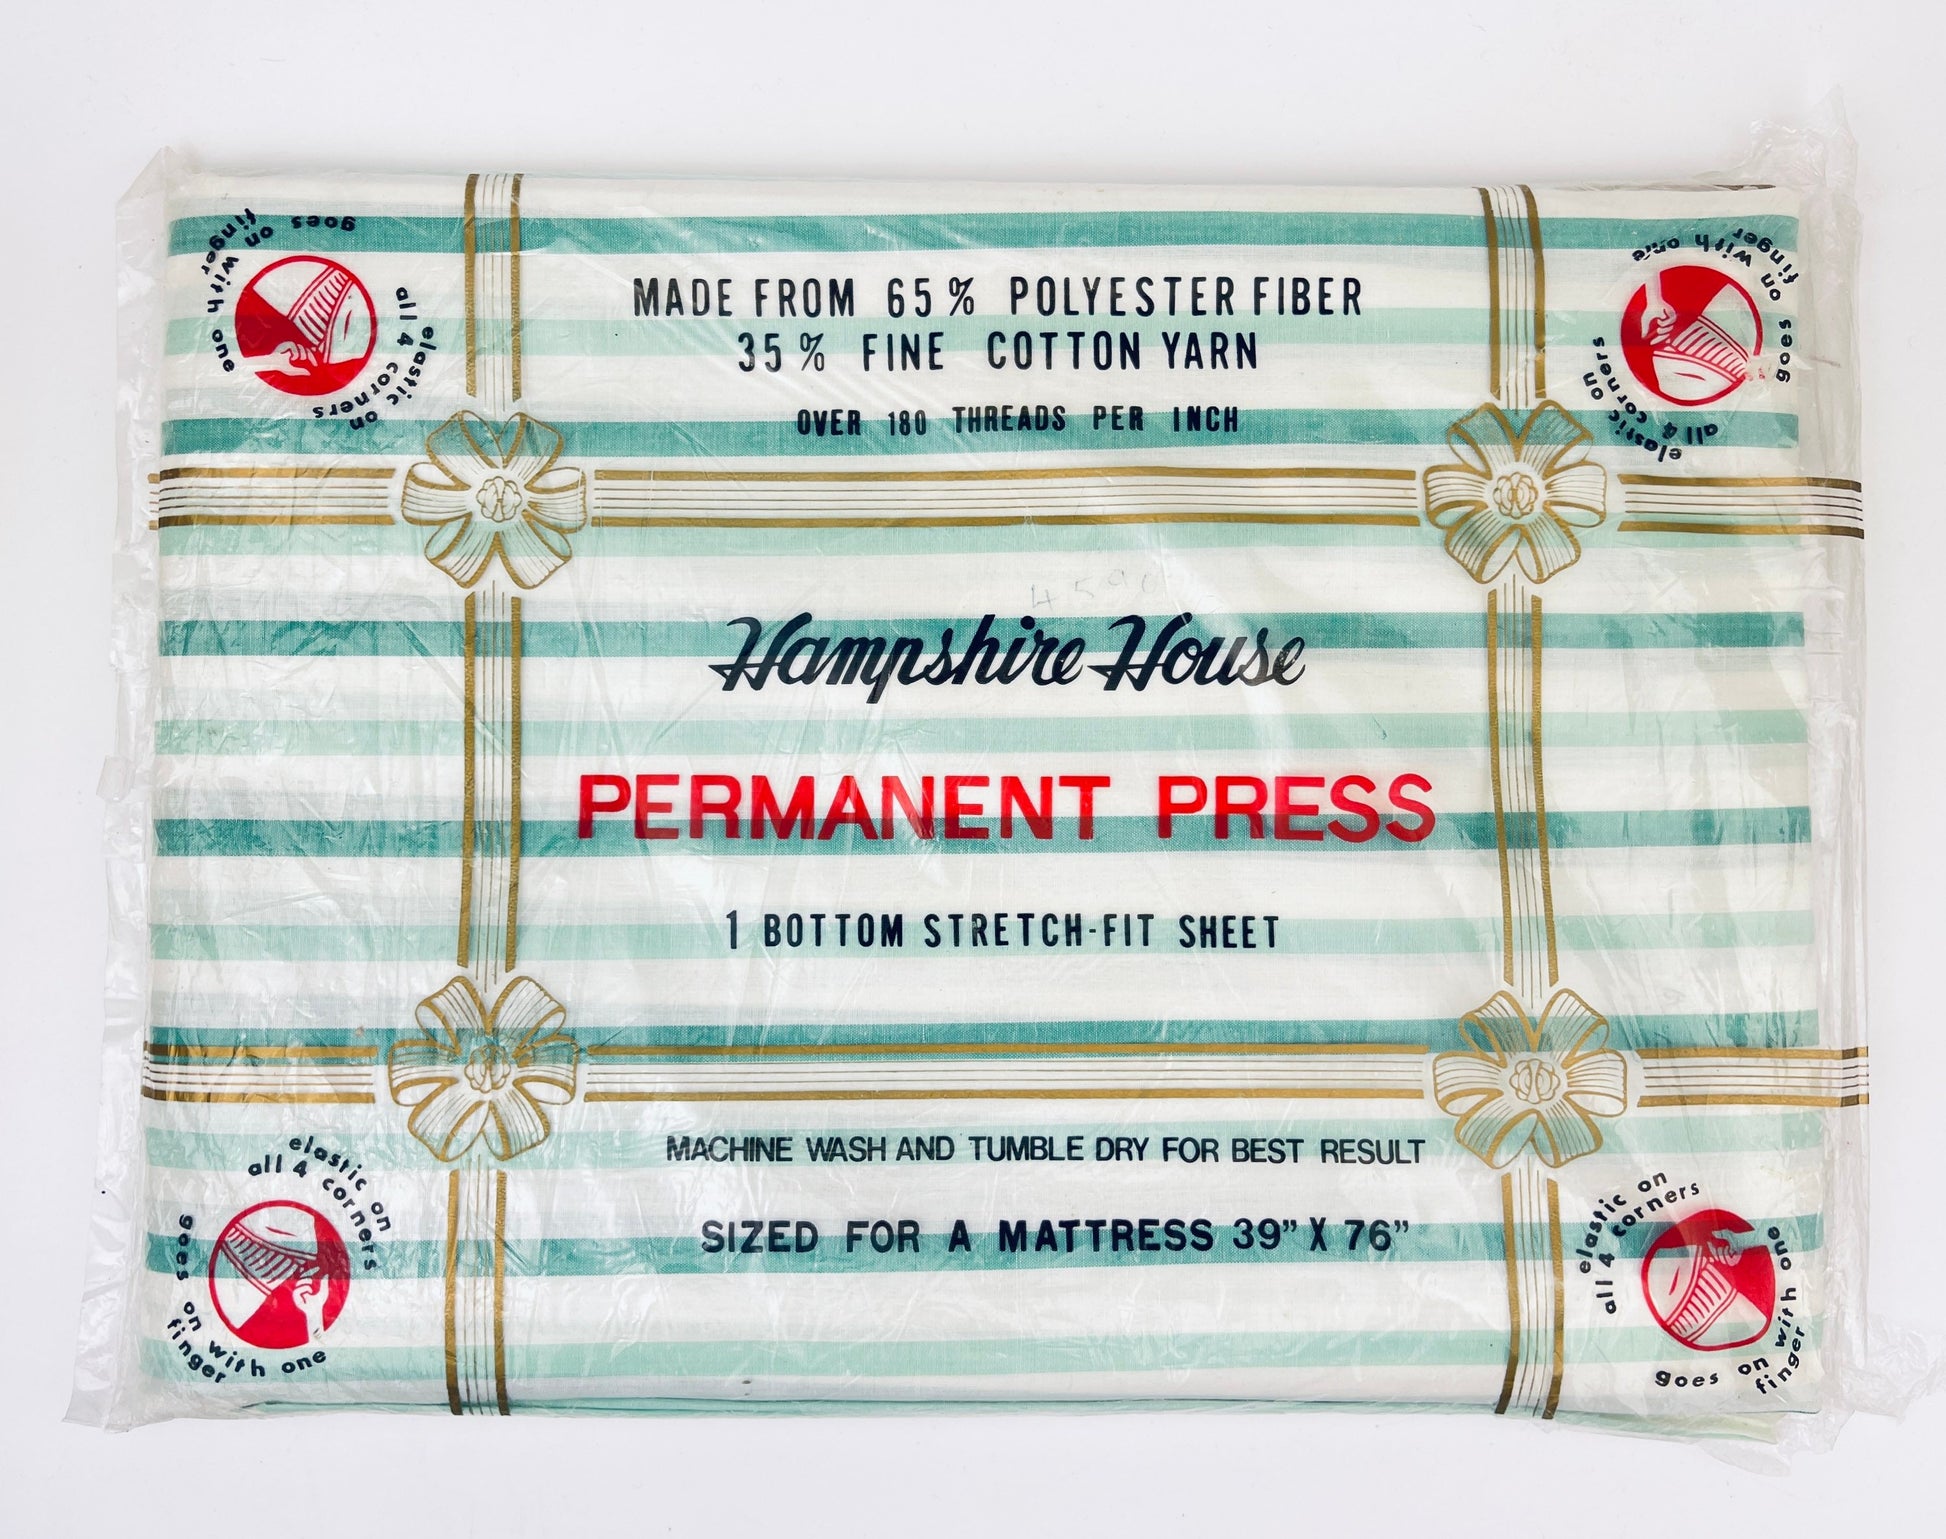 goes on with one finger
elastic on all 4 corners
goes on with one finger
elastic on all 4 corners
MADE FROM 65% POLYESTER FIBER
35% FINE COTTON YARN
OVER 180 THREADS PER INCH
Hampshire House
PERMANENT PRESS
1 BOTTOM STRETCH-FIT SHEET
MACHINE WASH AND TUMBLE DRY FOR BEST RESULT
SIZED FOR A MATTRESS 39" X 76"
elastic on
all 4 corners
goes on with one
finger
elastic on
all 4 corners
goes on with one
finger